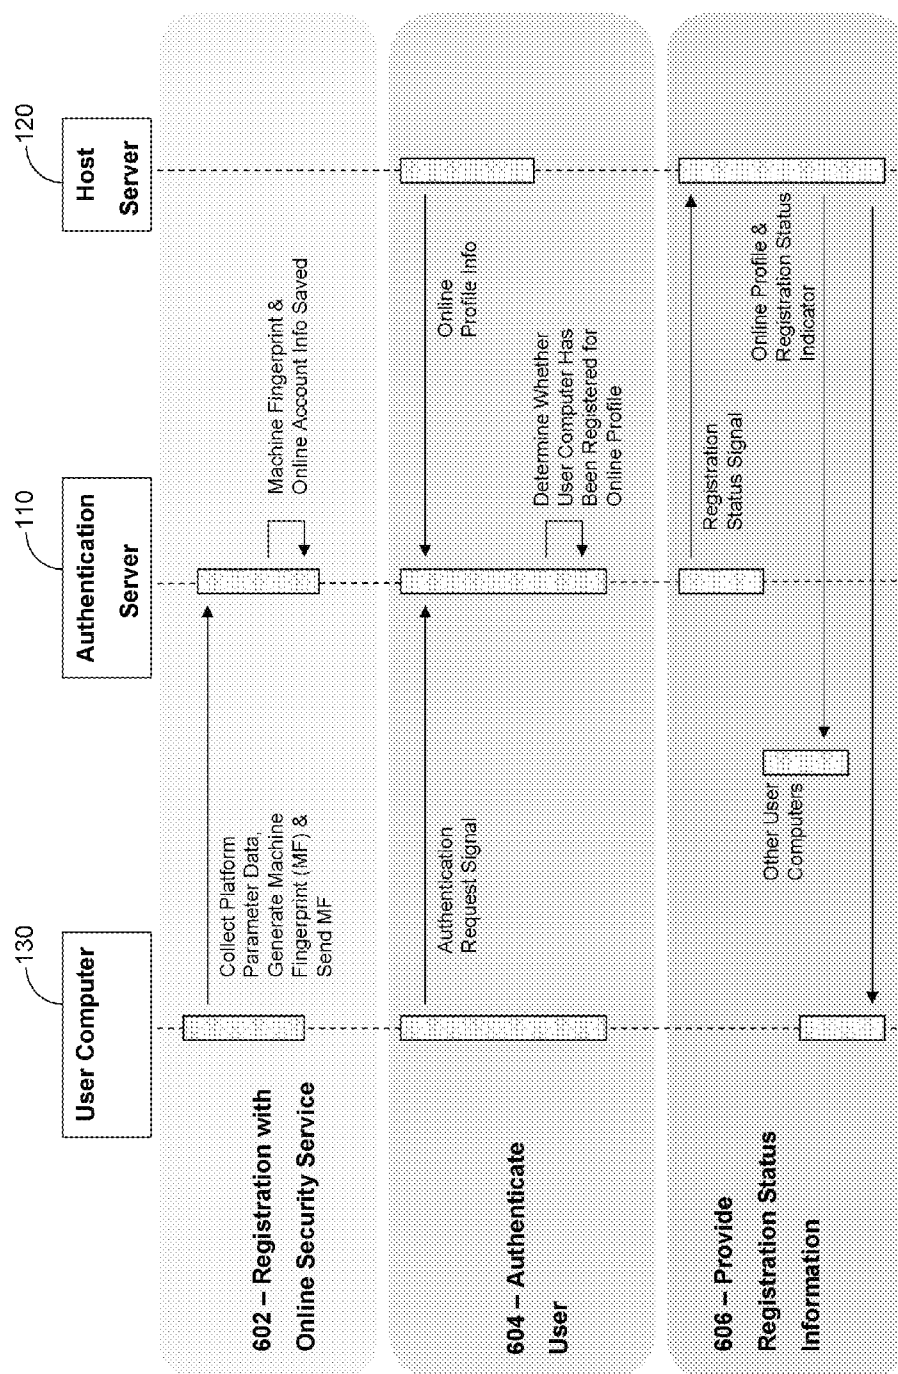 130
User Computer
110
Authentication
Server
120
Host
Server
602 – Registration with
Online Security Service
Collect Platform
Parameter Data,
Generate Machine
Fingerprint (MF) &
Send MF
Machine Fingerprint &
Online Account Info Saved
604 – Authenticate
User
Authentication
Request Signal
Online
Profile Info
Determine Whether
User Computer Has
Been Registered for
Online Profile
606 – Provide
Registration Status
Information
Registration
Status Signal
Other User
Computers
Online Profile &
Registration Status
Indicator